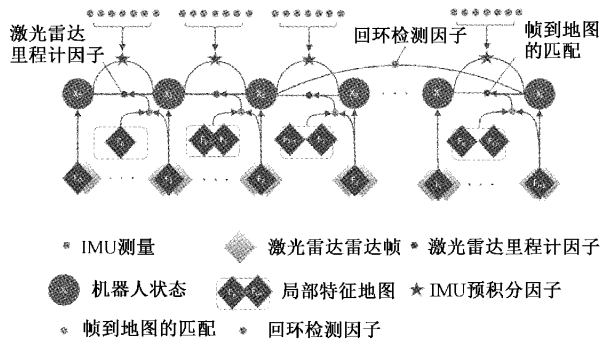 激光雷达
里程计因子
回环检测因子
帧到地图
的匹配
IMU测量
激光雷达雷达帧
激光雷达里程计因子
机器人状态
局部特征地图
IMU预积分因子
帧到地图的匹配
回环检测因子